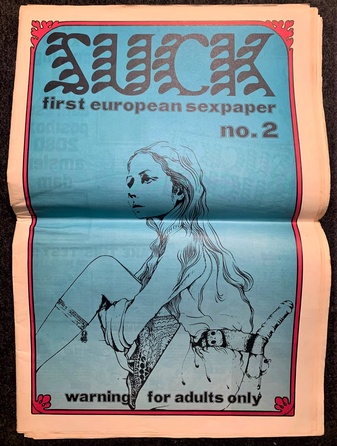 SUCK
first european sexpaper
no. 2
warning for adults only